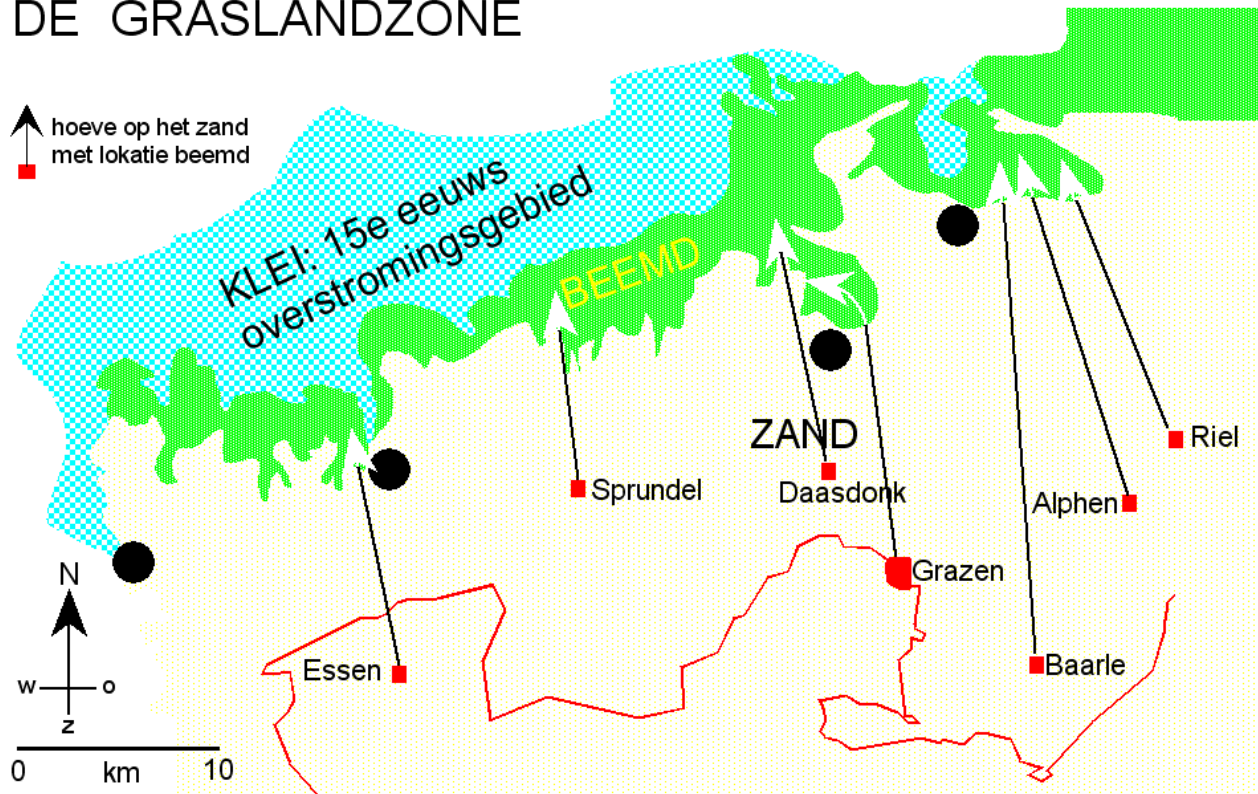 DE GRASLANDZONE
hoeve op het zand
met lokatie beemd
KLEI: 15e eeuws
overstromingsgebied
BEEMD
ZAND
Riel
Sprundel
Daasdonk
Alphen
Grazen
Essen
Baarle
N
w
o
z
0
km
10